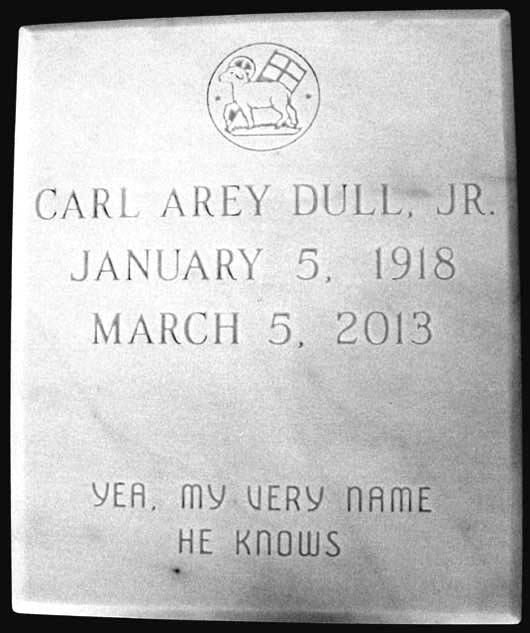 CARL AREY DULL, JR.
JANUARY 5, 1918
MARCH 5, 2013
YEA, MY VERY NAME
HE KNOWS